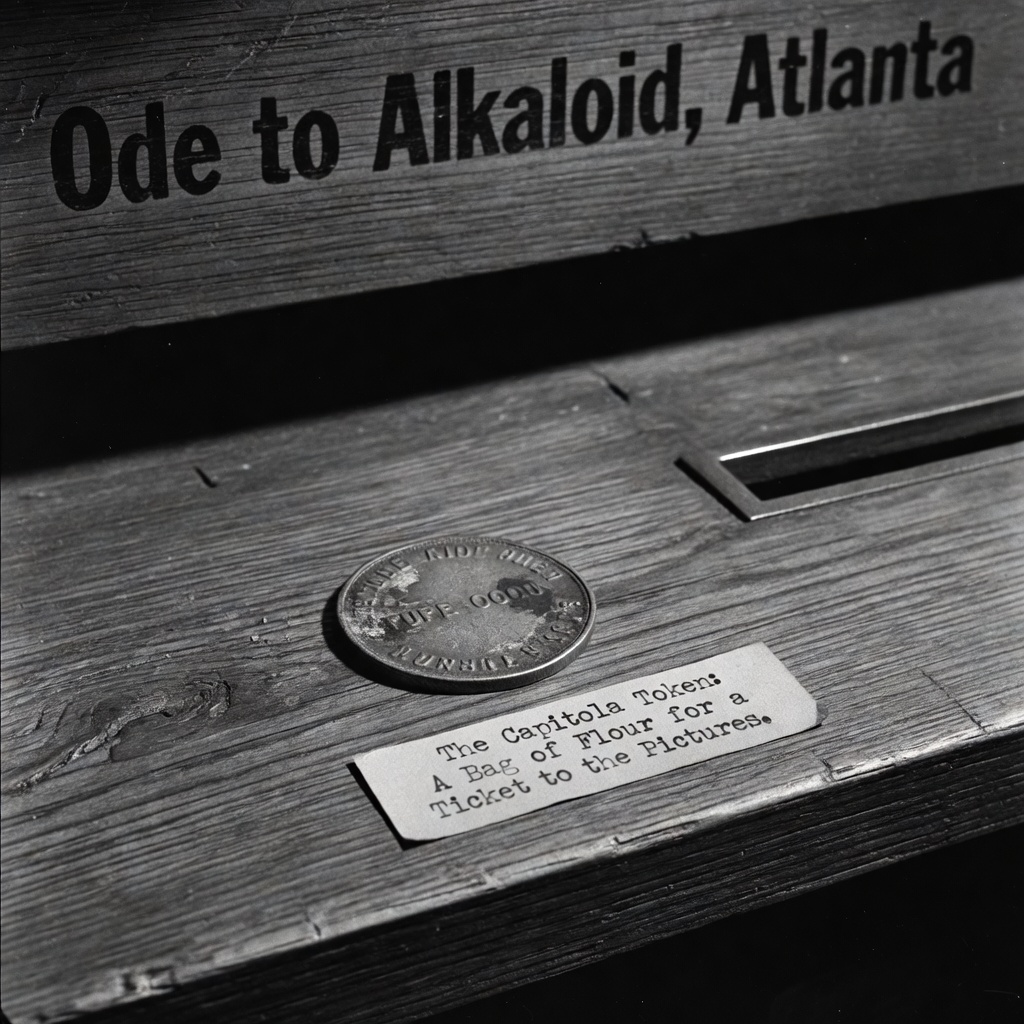 Ode to Alkaloid, Atlanta
The Capitola Token:
A Bag of Flour for a
Ticket to the Pictures.